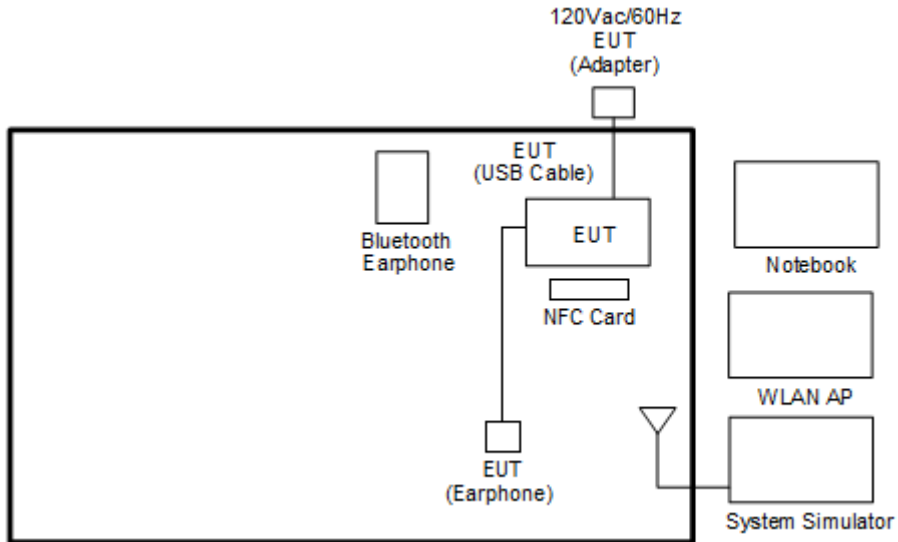 120Vac/60Hz
EUT
(Adapter)
EUT
(USB Cable)
EUT
Bluetooth
Earphone
Notebook
NFC Card
WLAN AP
EUT
(Earphone)
System Simulator